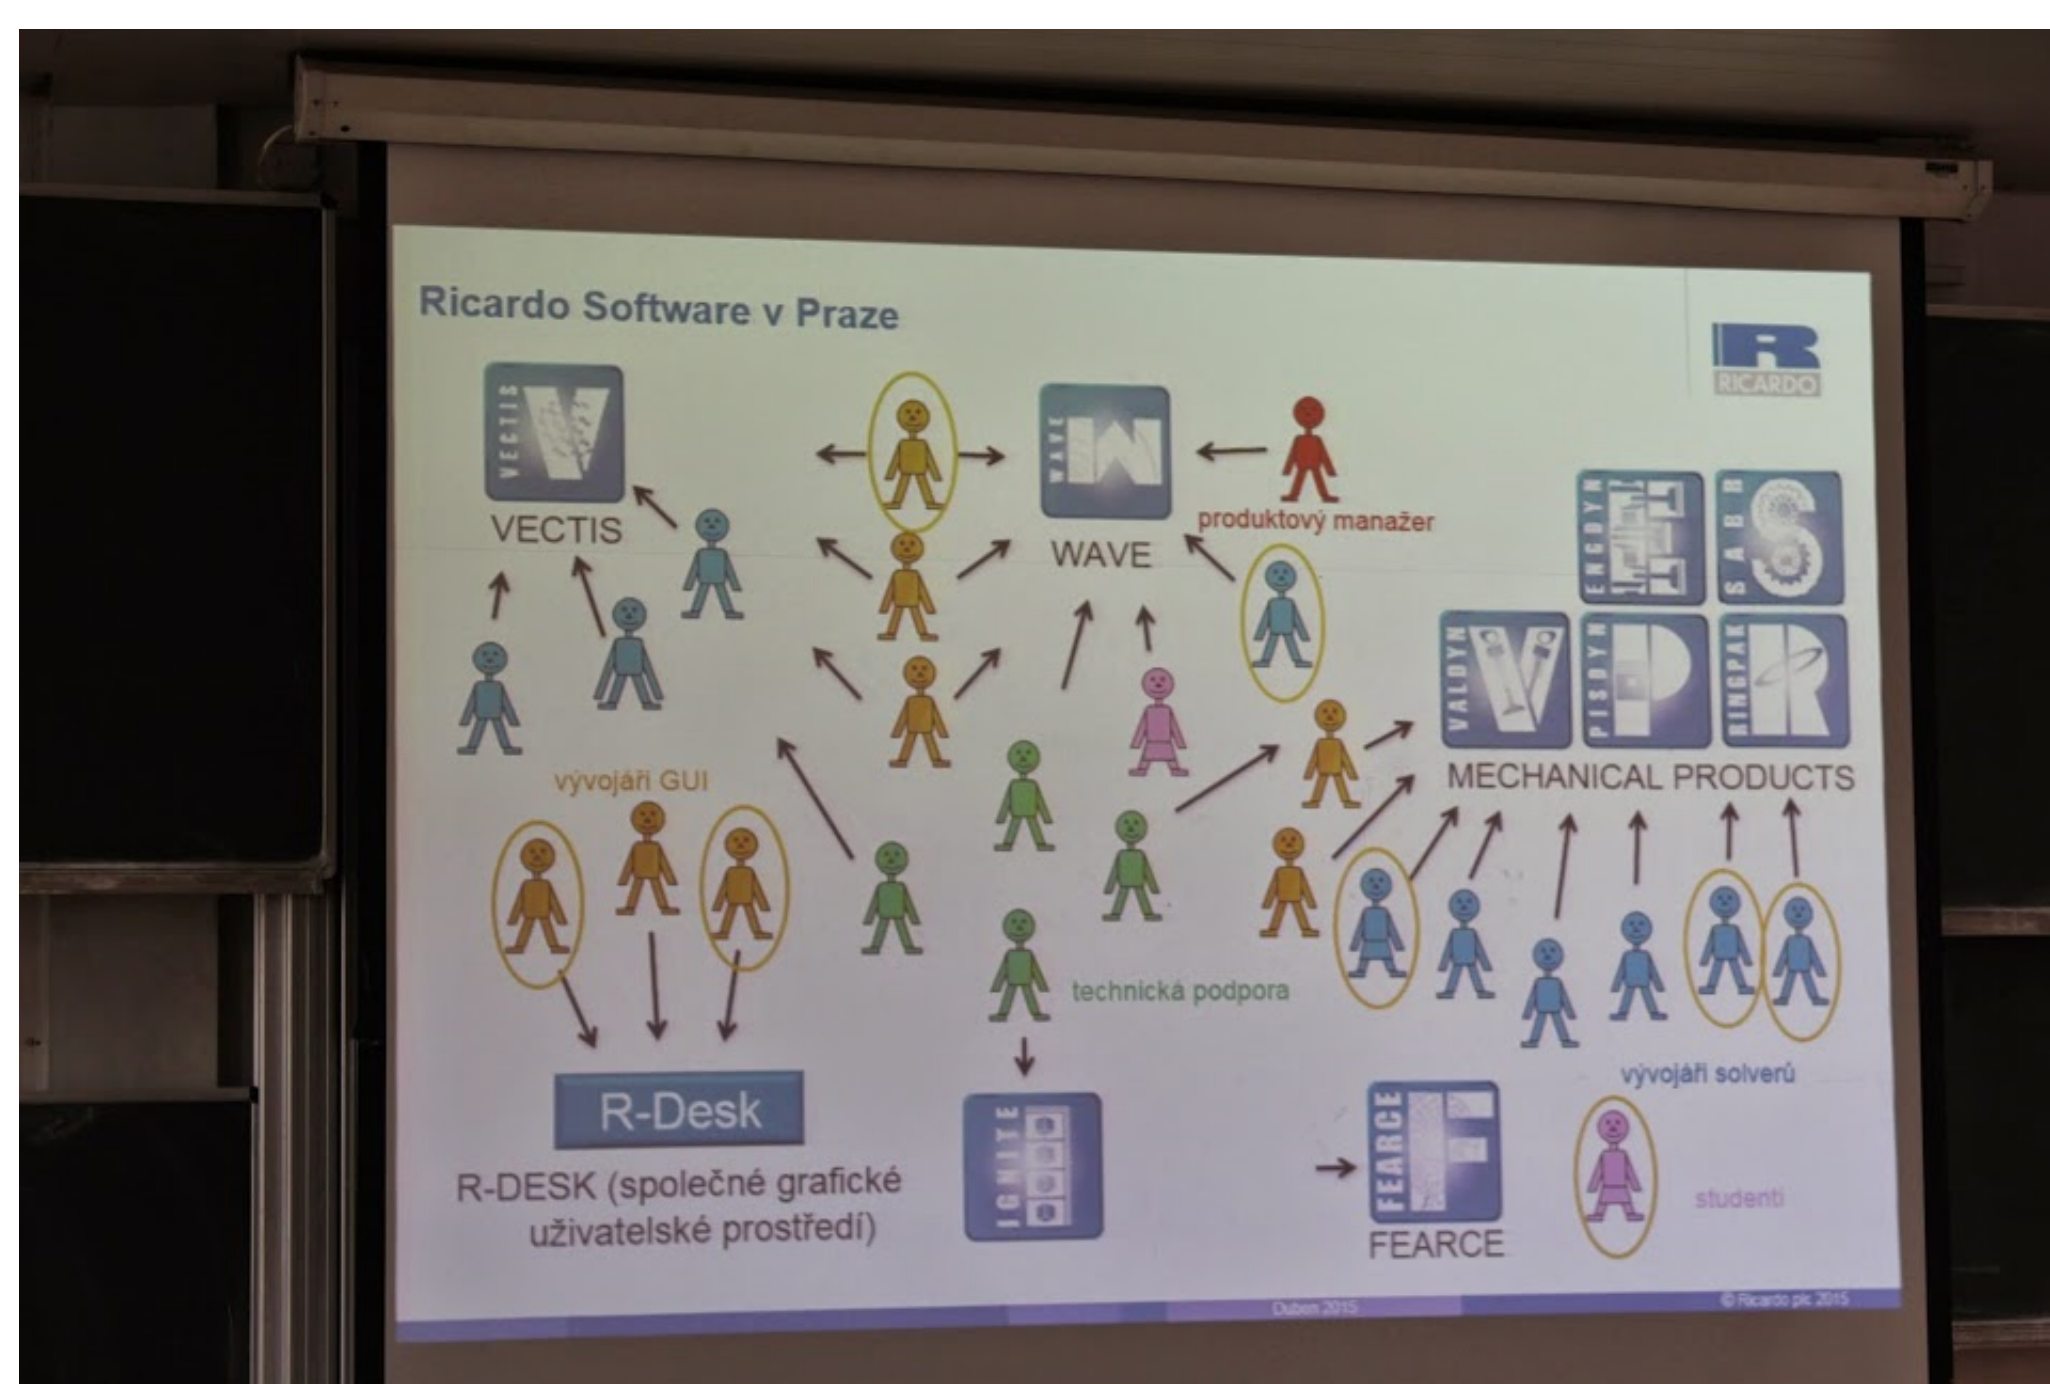 Ricardo Software v Praze
RICARDO
VECTIS
VECTIS
WAVE
WAVE
produktový manažer
ENGDYN
SABR
VALDYN
PISDYN
RINGPAK
MECHANICAL PRODUCTS
vývojáři GUI
technická podpora
vývojáři solverů
R-Desk
R-DESK (společné grafické
uživatelské prostředí)
IGNITE
FEARCE
FEARCE
studenti
Duben 2015
© Ricardo plc 2015